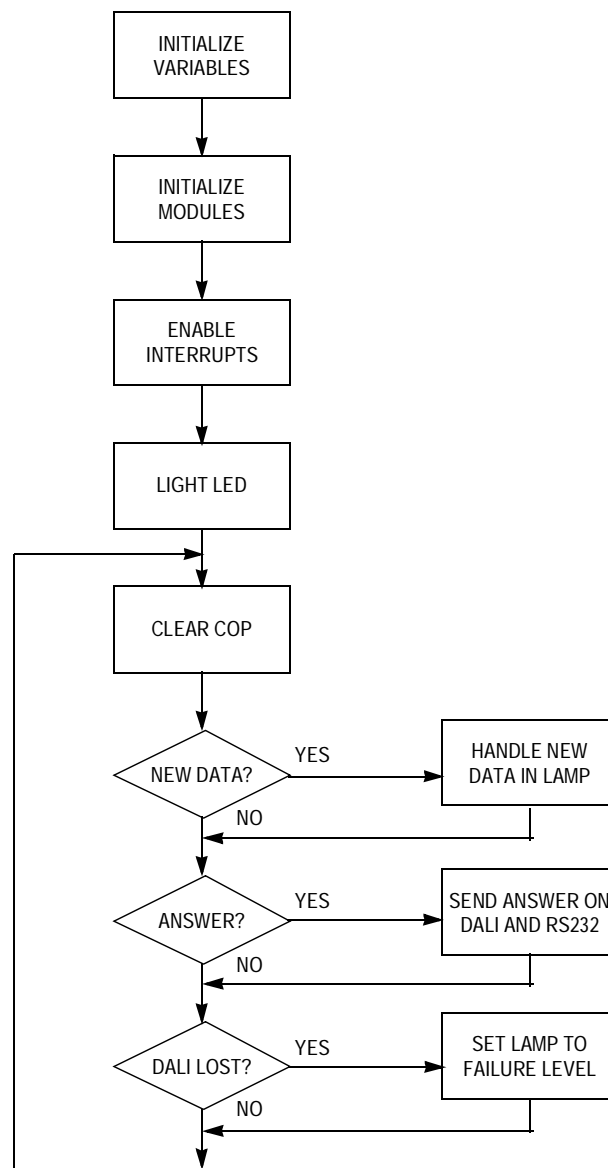 INITIALIZE
VARIABLES
INITIALIZE
MODULES
ENABLE
INTERRUPTS
LIGHT LED
CLEAR COP
NEW DATA?
YES
HANDLE NEW
DATA IN LAMP
NO
ANSWER?
YES
SEND ANSWER ON
DALI AND RS232
NO
DALI LOST?
YES
SET LAMP TO
FAILURE LEVEL
NO